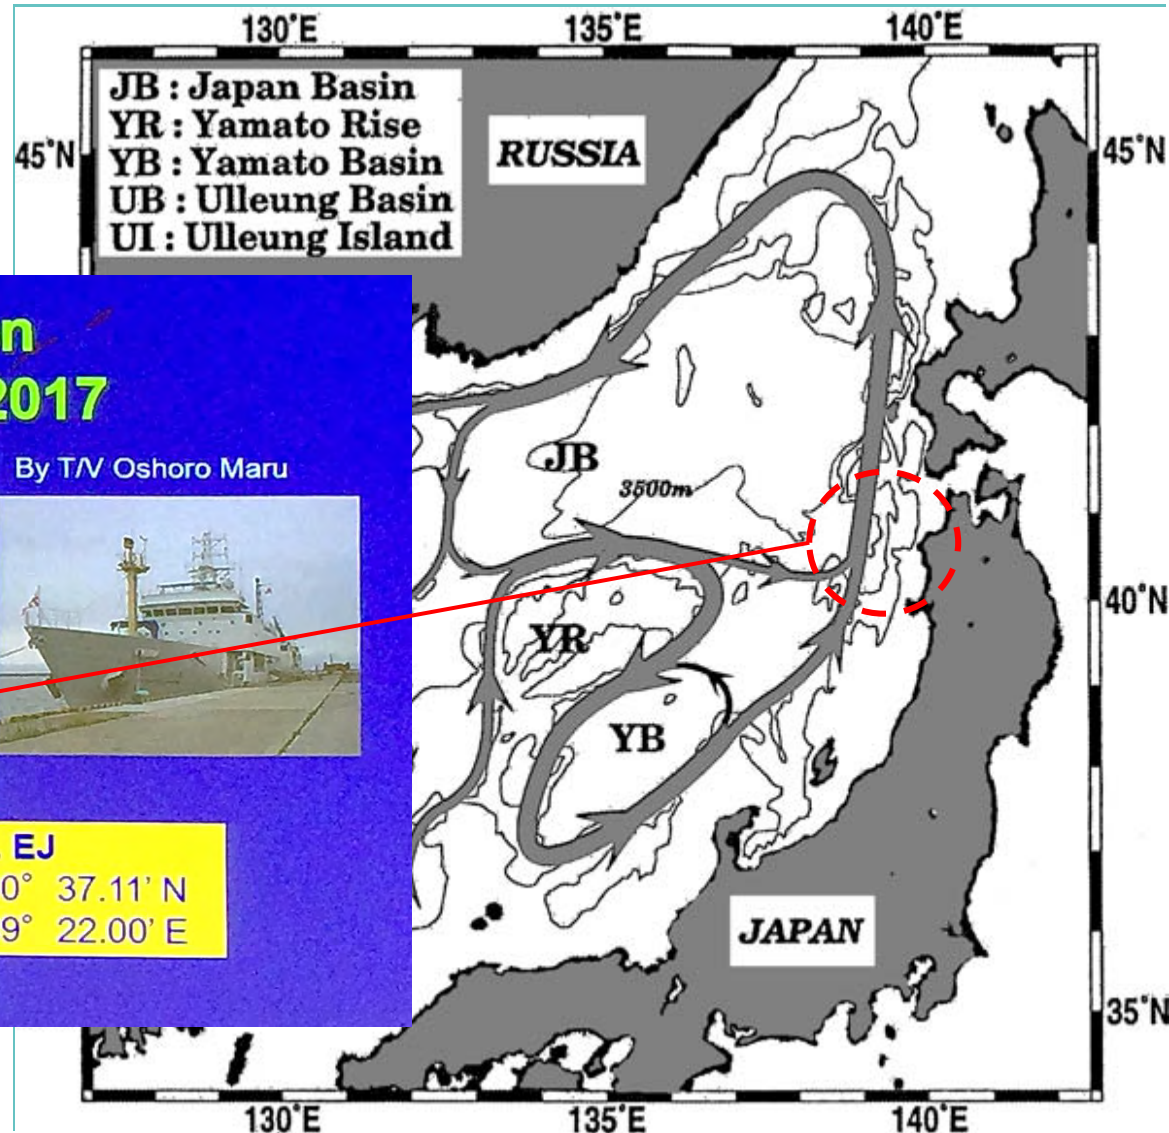 130°E 135°E 140°E
JB : Japan Basin
YR : Yamato Rise
YB : Yamato Basin
UB : Ulleung Basin
UI : Ulleung Island
RUSSIA
45°N 45°N
n
2017
By T/V Oshoro Maru
JB
3500m
40°N
YR
YB
EJ
0° 37.11' N
9° 22.00' E
JAPAN
35°N
130°E 135°E 140°E